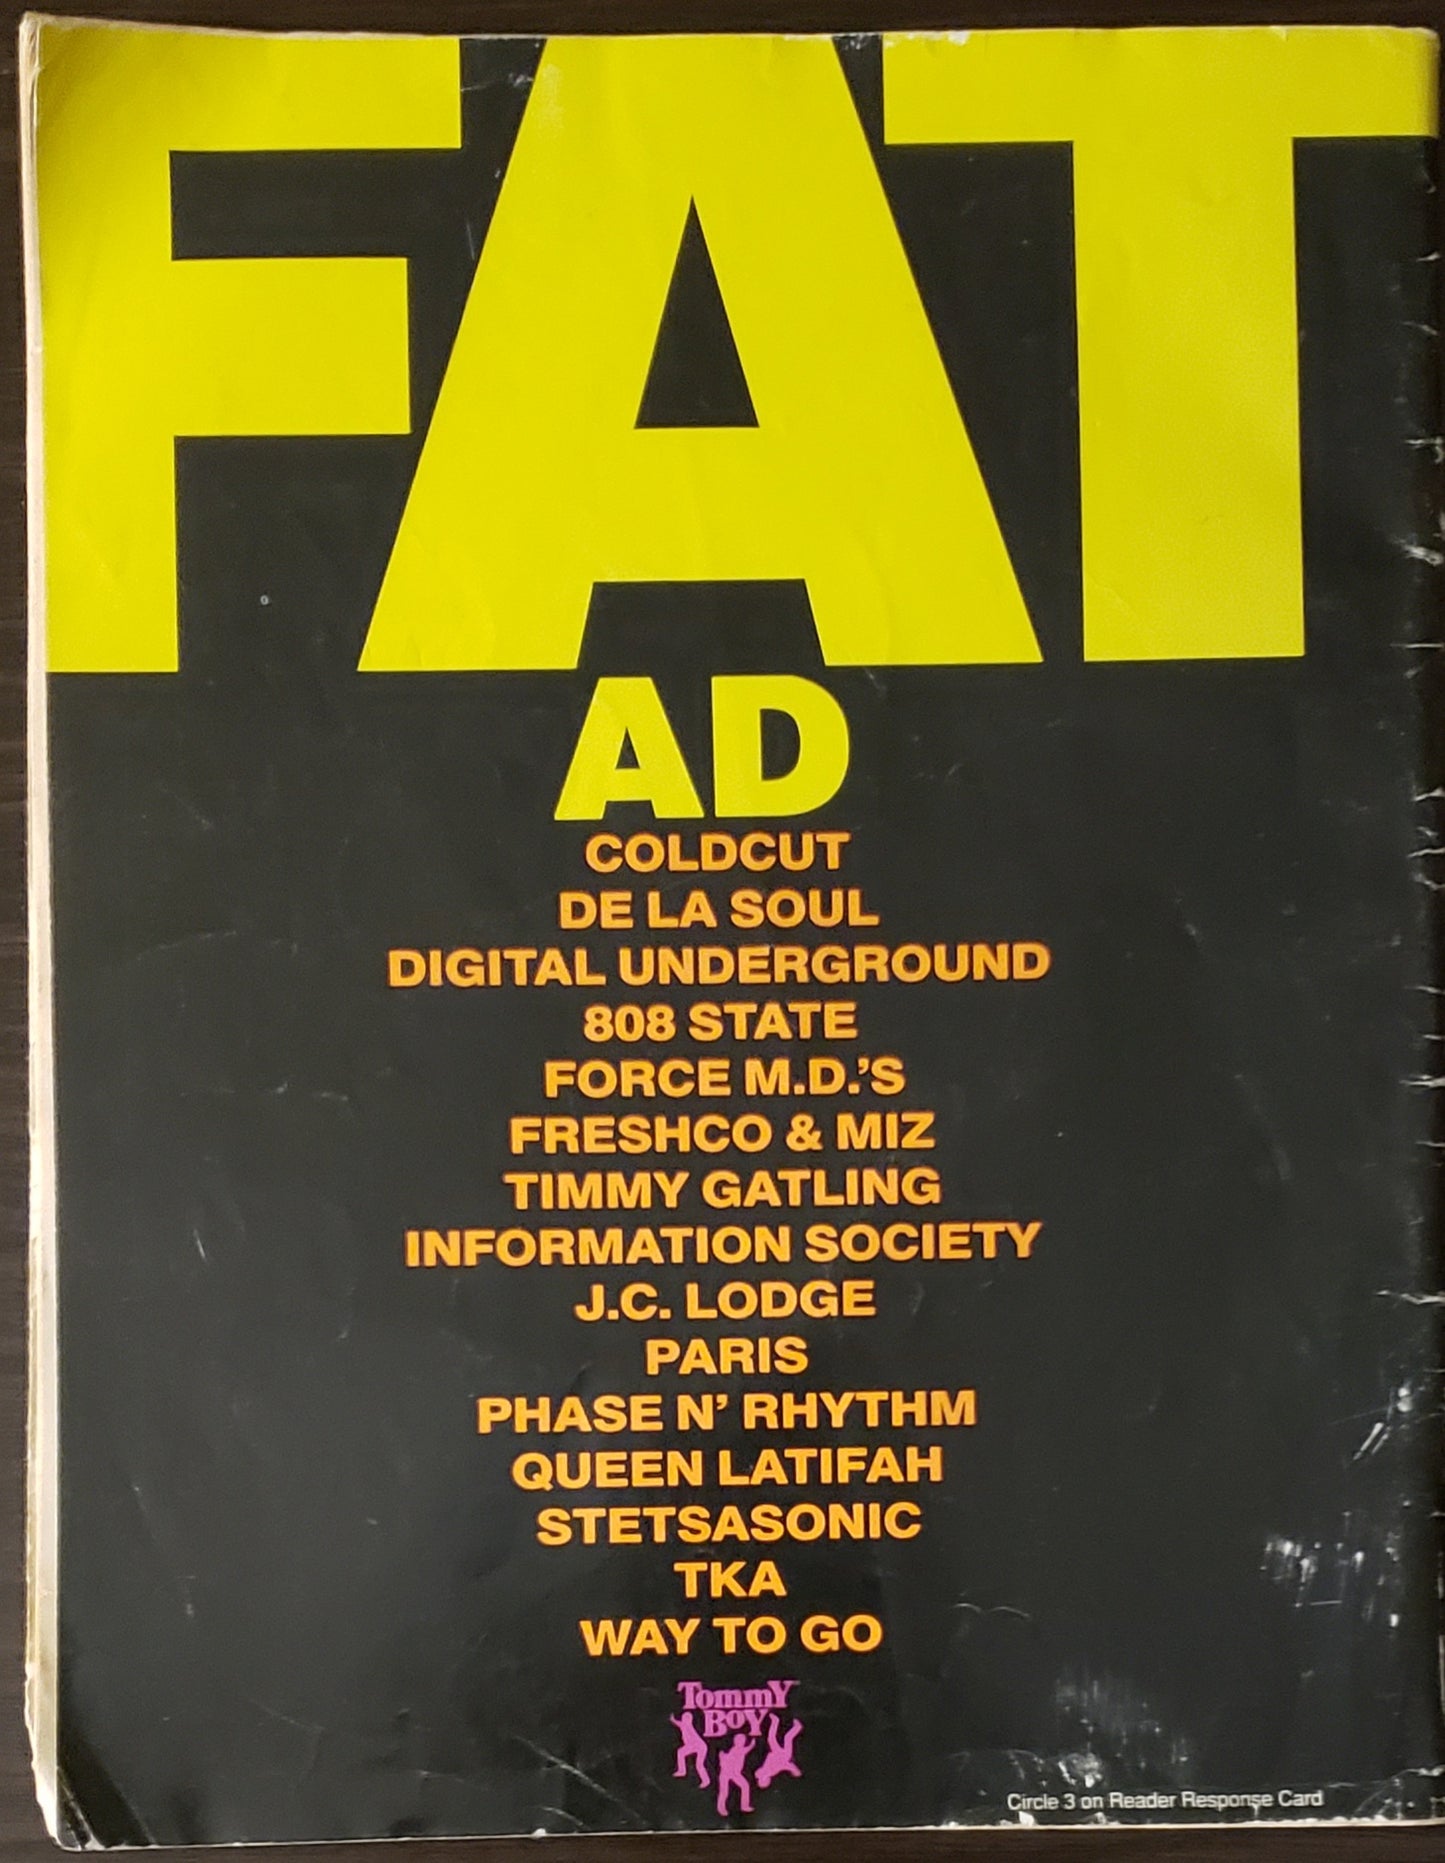 FAT
AD
COLDCUT
DE LA SOUL
DIGITAL UNDERGROUND
808 STATE
FORCE M.D.'S
FRESHCO & MIZ
TIMMY GATLING
INFORMATION SOCIETY
J.C. LODGE
PARIS
PHASE N' RHYTHM
QUEEN LATIFAH
STETSASONIC
TKA
WAY TO GO
Tommy
Boy
Circle 3 on Reader Response Card